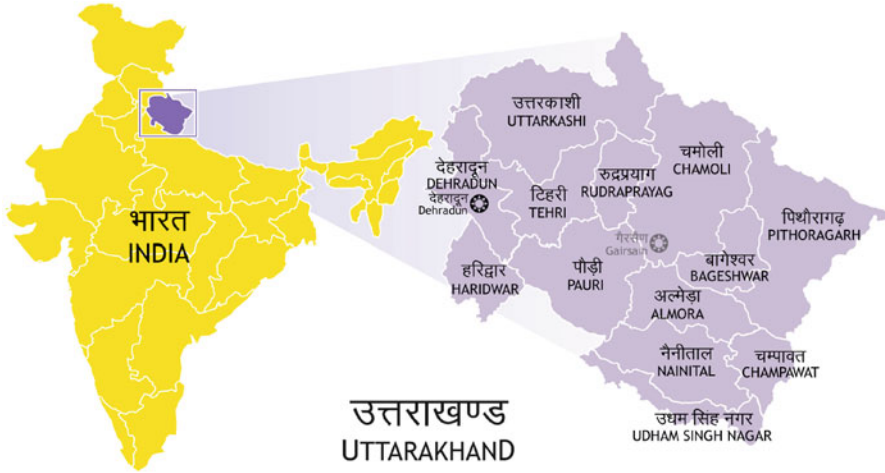 भारत
INDIA
उत्तरकाशी
UTTARKASHI
चमोली
CHAMOLI
देहरादून
DEHRADUN
देहरादून
Dehradun
टिहरी
TEHRI
रुद्रप्रयाग
RUDRAPRAYAG
पिथौरागढ़
PITHORAGARH
गैरसैण
Gairsain
हरिद्वार
HARIDWAR
पौड़ी
PAURI
बागेश्वर
BAGESHWAR
अल्मेड़ा
ALMORA
नैनीताल
NAINITAL
चम्पावत
CHAMPAWAT
उधम सिंह नगर
UDHAM SINGH NAGAR
उत्तराखण्ड
UTTARAKHAND